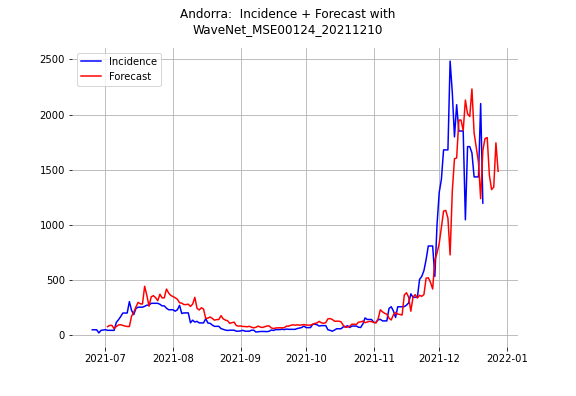 Andorra:  Incidence + Forecast with
WaveNet_MSE00124_20211210
Incidence
Forecast
2500
2000
1500
1000
500
0
2021-07 2021-08 2021-09 2021-10 2021-11 2021-12 2022-01